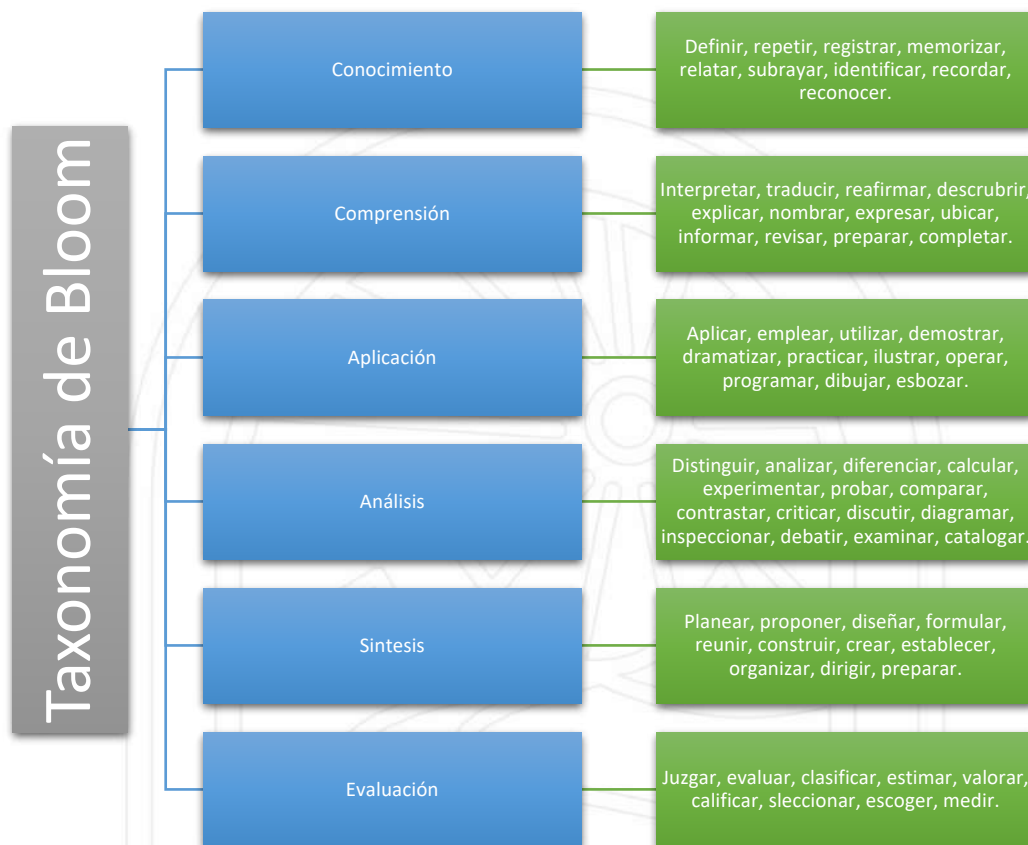 Taxonomía de Bloom
Conocimiento
Definir, repetir, registrar, memorizar,
relatar, subrayar, identificar, recordar,
reconocer.
Comprensión
Interpretar, traducir, reafirmar, descrubrir,
explicar, nombrar, expresar, ubicar,
informar, revisar, preparar, completar.
Aplicación
Aplicar, emplear, utilizar, demostrar,
dramatizar, practicar, ilustrar, operar,
programar, dibujar, esbozar.
Análisis
Distinguir, analizar, diferenciar, calcular,
experimentar, probar, comparar,
contrastar, criticar, discutir, diagramar,
inspeccionar, debatir, examinar, catalogar.
Sintesis
Planear, proponer, diseñar, formular,
reunir, construir, crear, establecer,
organizar, dirigir, preparar.
Evaluación
Juzgar, evaluar, clasificar, estimar, valorar,
calificar, sleccionar, escoger, medir.